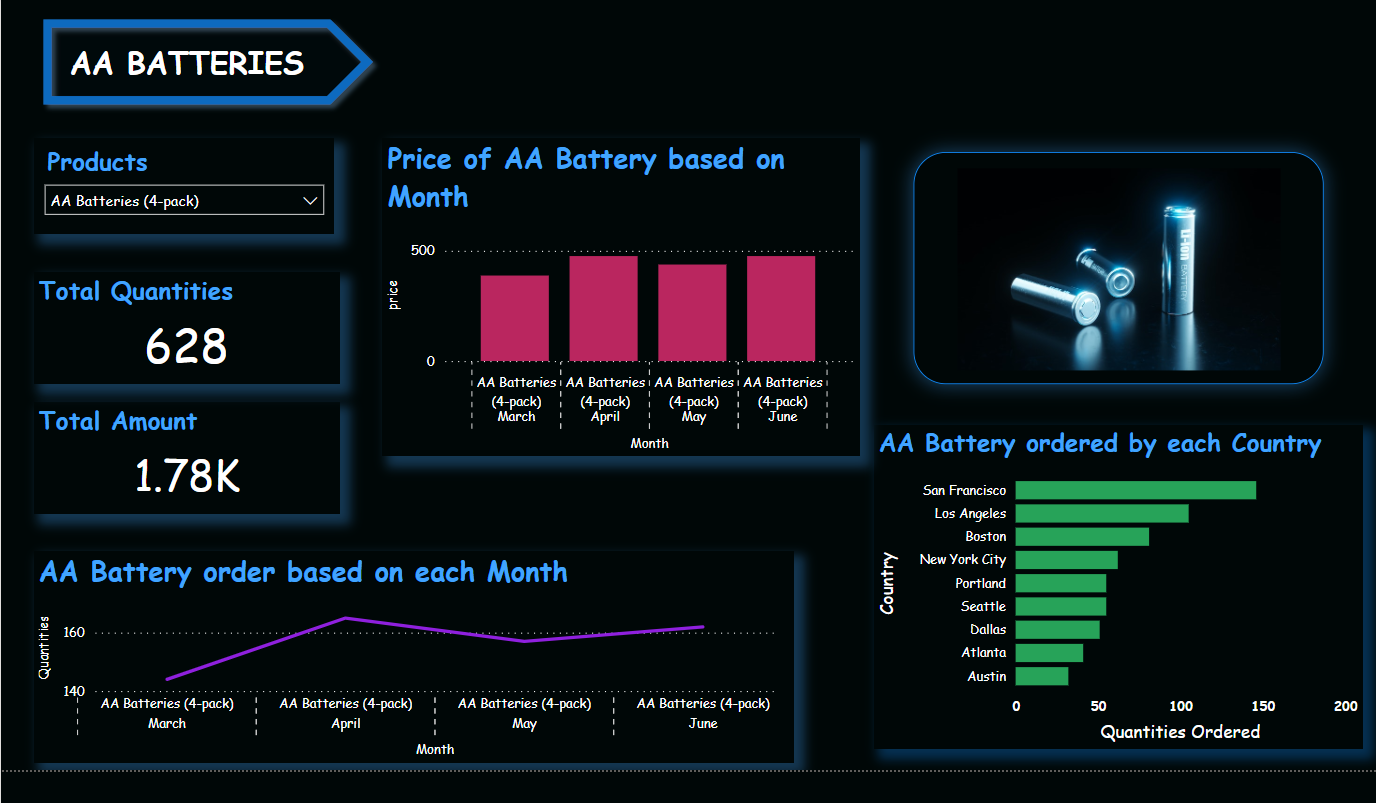 AA BATTERIES
Products
AA Batteries (4-pack)
Total Quantities
628
Total Amount
1.78K
Price of AA Battery based on
Month
500
price
0
AA Batteries
(4-pack)
March
AA Batteries
(4-pack)
April
AA Batteries
(4-pack)
May
AA Batteries
(4-pack)
June
Month
Li-ion
BATTERY
AA Battery ordered by each Country
Country
San Francisco
Los Angeles
Boston
New York City
Portland
Seattle
Dallas
Atlanta
Austin
0 50 100 150 200
Quantities Ordered
AA Battery order based on each Month
Quantities
160
140
AA Batteries (4-pack)
March
AA Batteries (4-pack)
April
AA Batteries (4-pack)
May
AA Batteries (4-pack)
June
Month